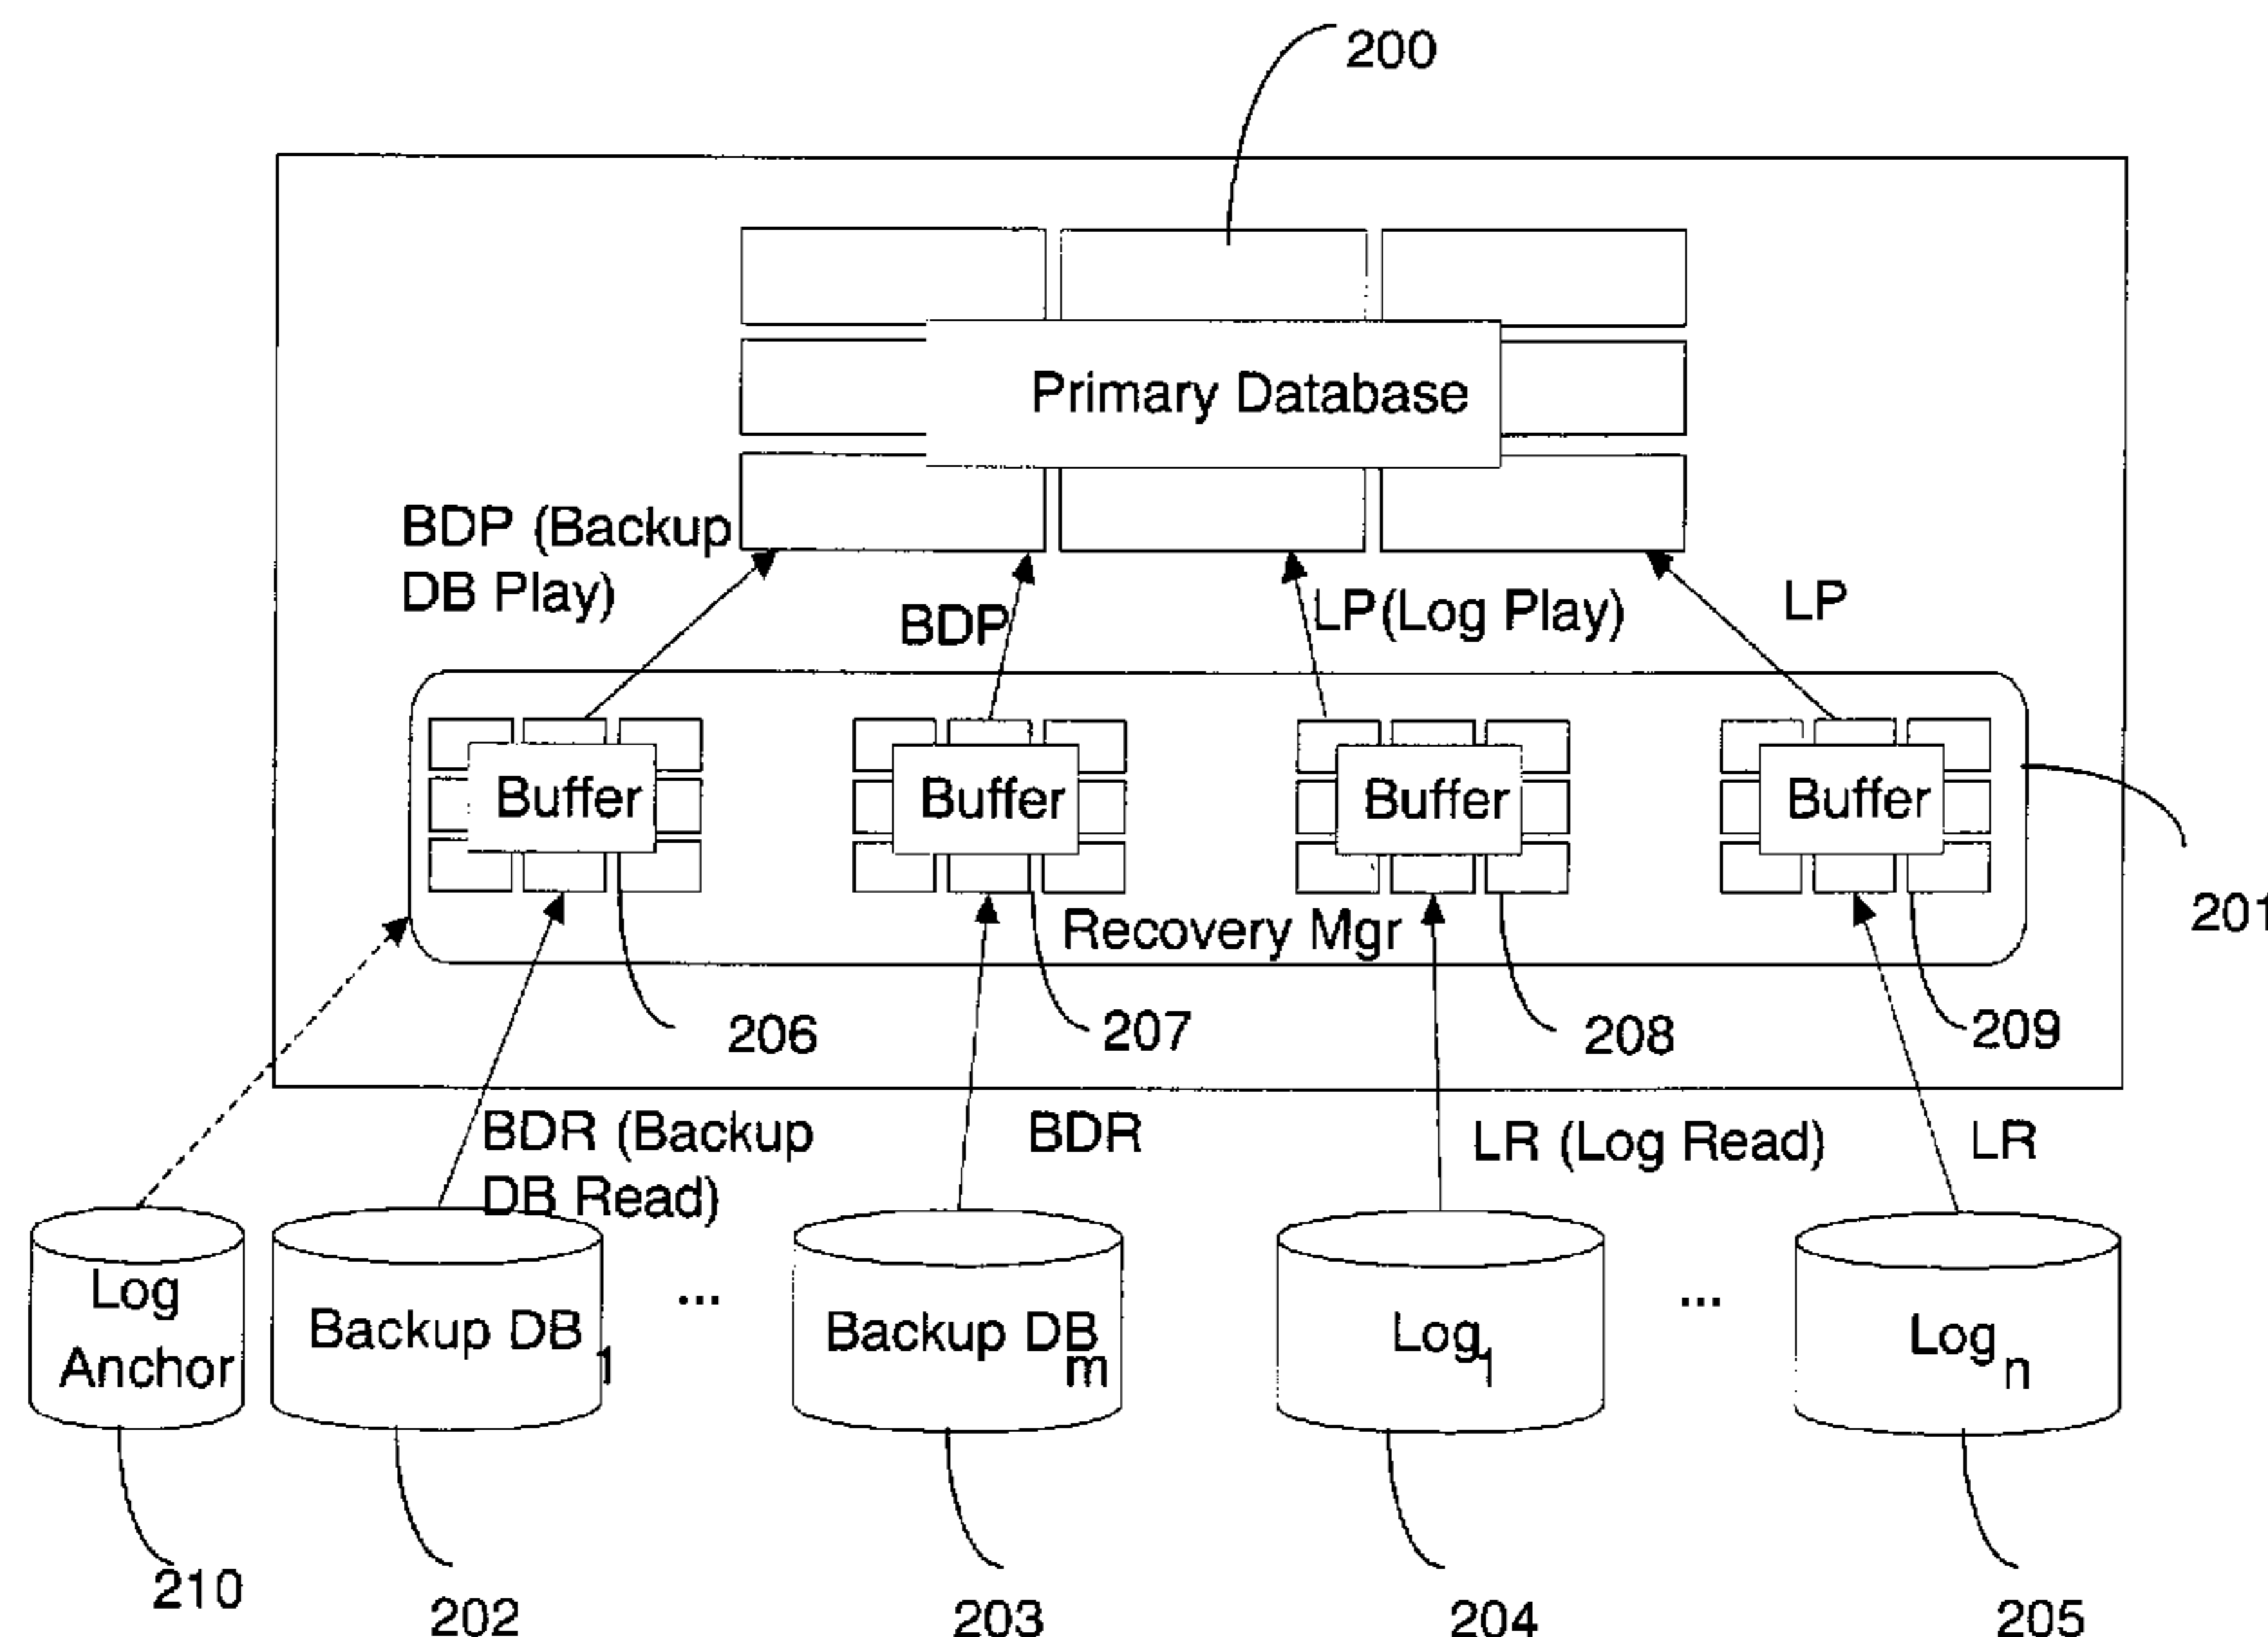 200
Primary Database
BDP (Backup
DB Play)
BDP
LP(Log Play)
LP
Buffer
Buffer
Buffer
Buffer
201
Recovery Mgr
206
207
208
209
BDR (Backup
DB Read)
BDR
LR (Log Read)
LR
Log
Anchor
Backup DB 1
...
Backup DB m
Log 1
...
Log n
210
202
203
204
205